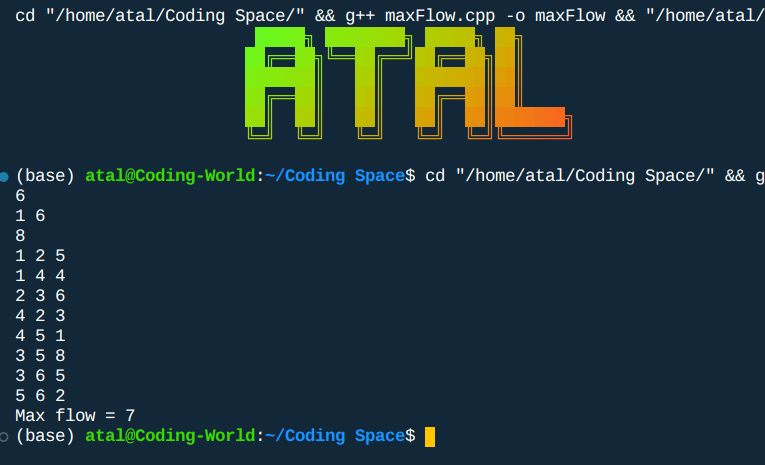 cd "/home/atal/Coding Space/" && g++ maxFlow.cpp -o maxFlow && "/home/atal/
ATAL
(base) atal@Coding-World:~/Coding Space$ cd "/home/atal/Coding Space/" && g
6
1 6
8
1 2 5
1 4 4
2 3 6
4 2 3
4 5 1
3 5 8
3 6 5
5 6 2
Max flow = 7
(base) atal@Coding-World:~/Coding Space$